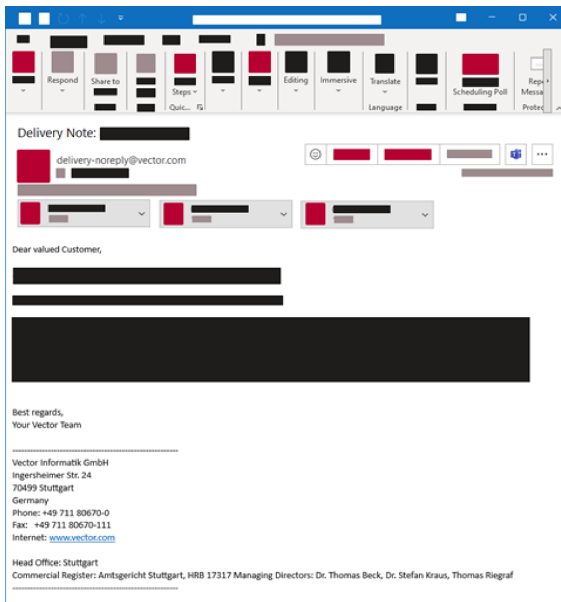 Respond
Share to
Steps
Editing
Immersive
Translate
Scheduling Poll
Quic...
Language
Delivery Note:
delivery-noreply@vector.com
Dear valued Customer,
Best regards,
Your Vector Team
Vector Informatik GmbH
Ingersheimer Str. 24
70499 Stuttgart
Germany
Phone: +49 711 80670-0
Fax: +49 711 80670-111
Internet: www.vector.com
Head Office: Stuttgart
Commercial Register: Amtsgericht Stuttgart, HRB 17317 Managing Directors: Dr. Thomas Beck, Dr. Stefan Kraus, Thomas Riegraf